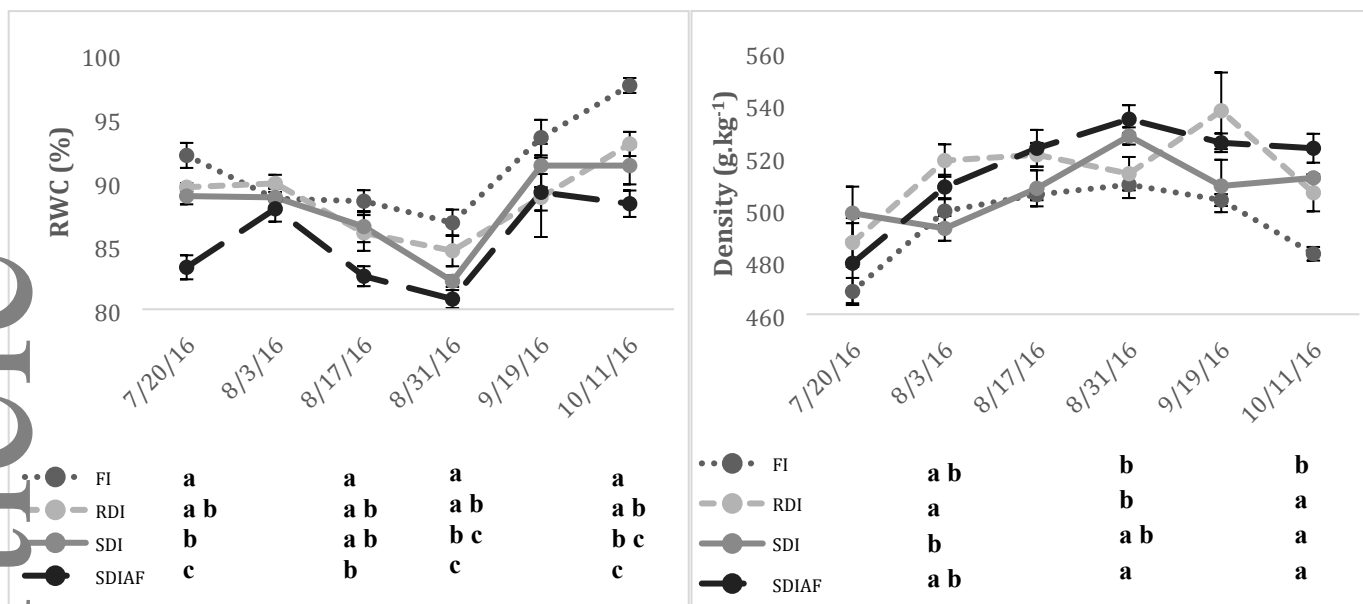 RWC (%)
100
95
90
85
80
7/20/16
8/3/16
8/17/16
8/31/16
9/19/16
10/11/16
FI a a a a
RDI a b a b a b a b
SDI b a b b c b c
SDIAF c b c c
Density (g.kg-1)
560
540
520
500
480
460
7/20/16
8/3/16
8/17/16
8/31/16
9/19/16
10/11/16
FI a b b b
RDI a b a
SDI b a b a
SDIAF a b a a